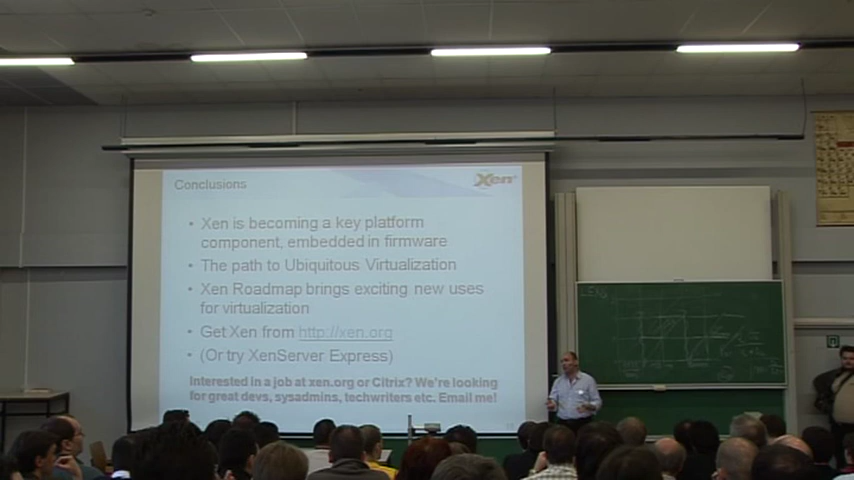 Conclusions
Xen
• Xen is becoming a key platform
component, embedded in firmware
• The path to Ubiquitous Virtualization
• Xen Roadmap brings exciting new uses
for virtualization
• Get Xen from http://xen.org
• (Or try XenServer Express)
Interested in a job at xen.org or Citrix? We're looking
for great devs, sysadmins, techwriters etc. Email me!